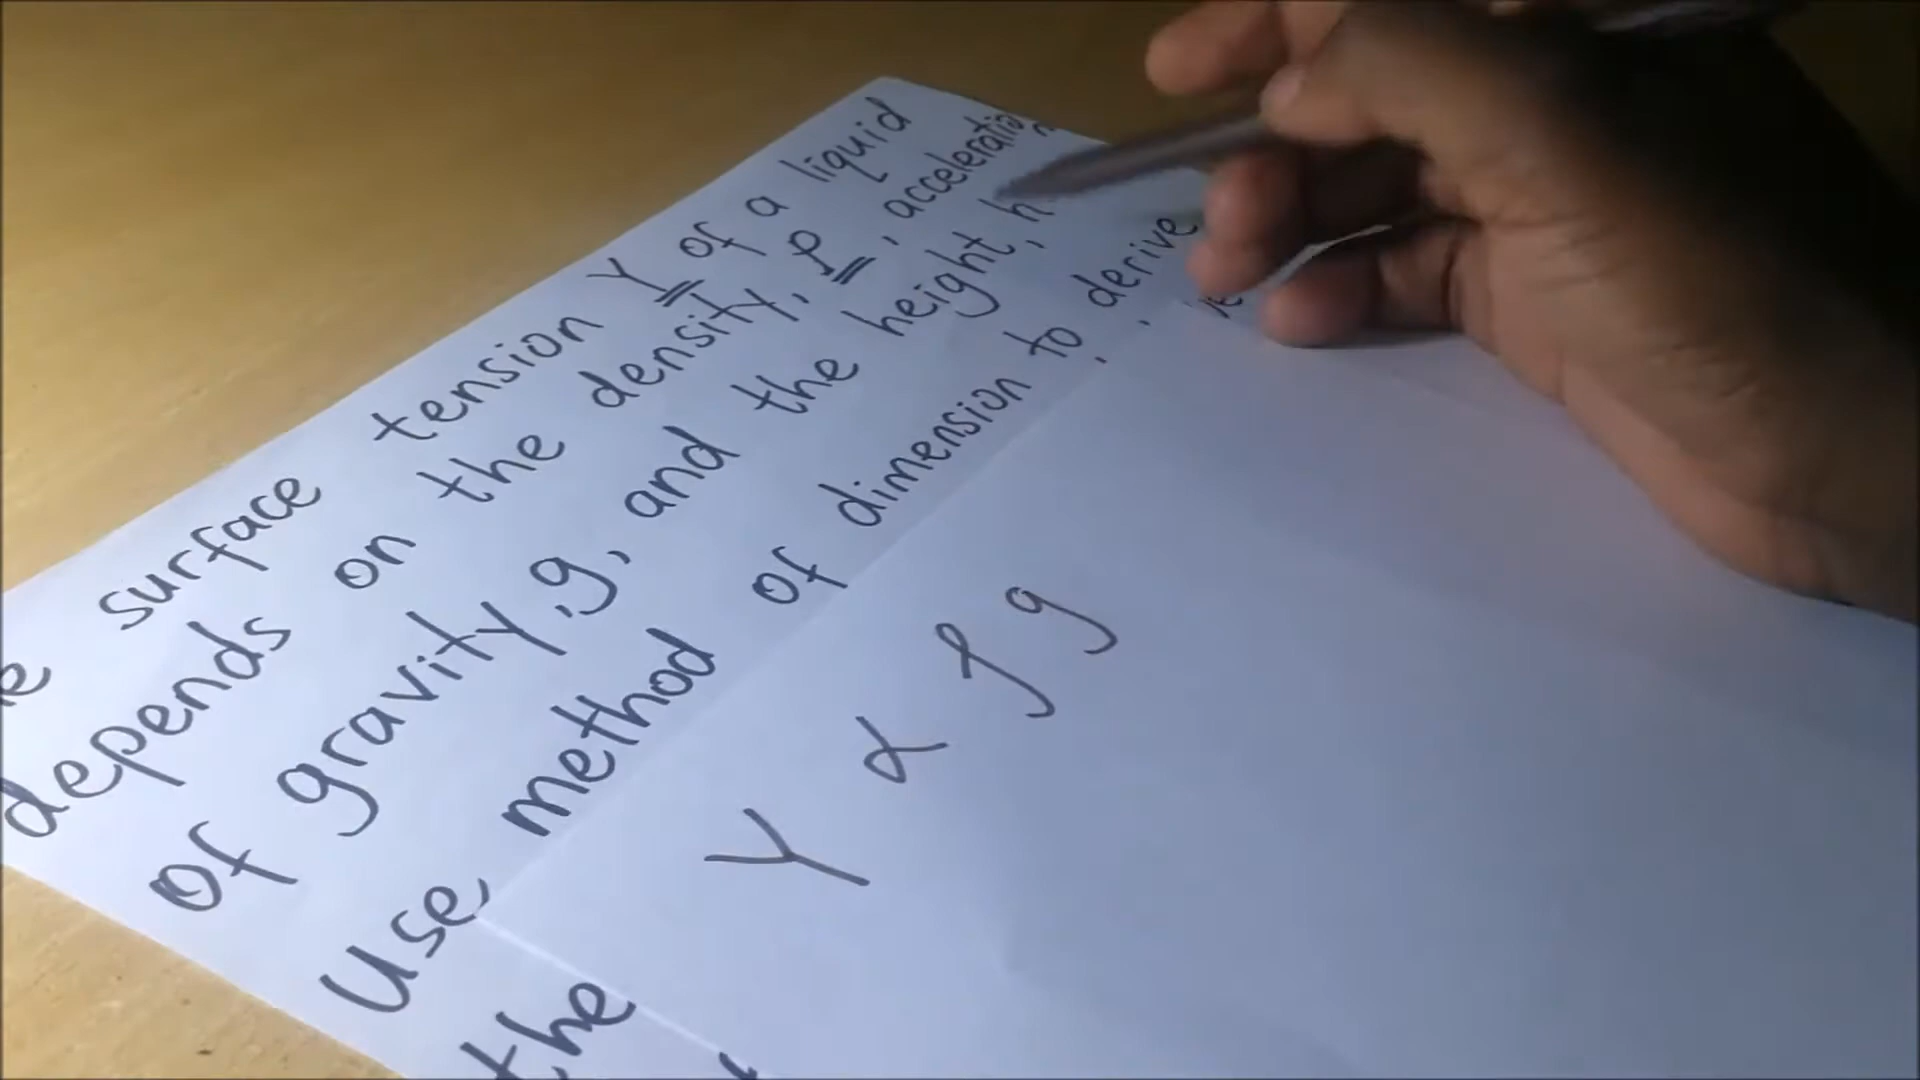 surface tension γ of a liquid
depends on the density, ρ, acceleration
of gravity, g, and the height, h
Use method of dimension to derive
the
γ α ρ g